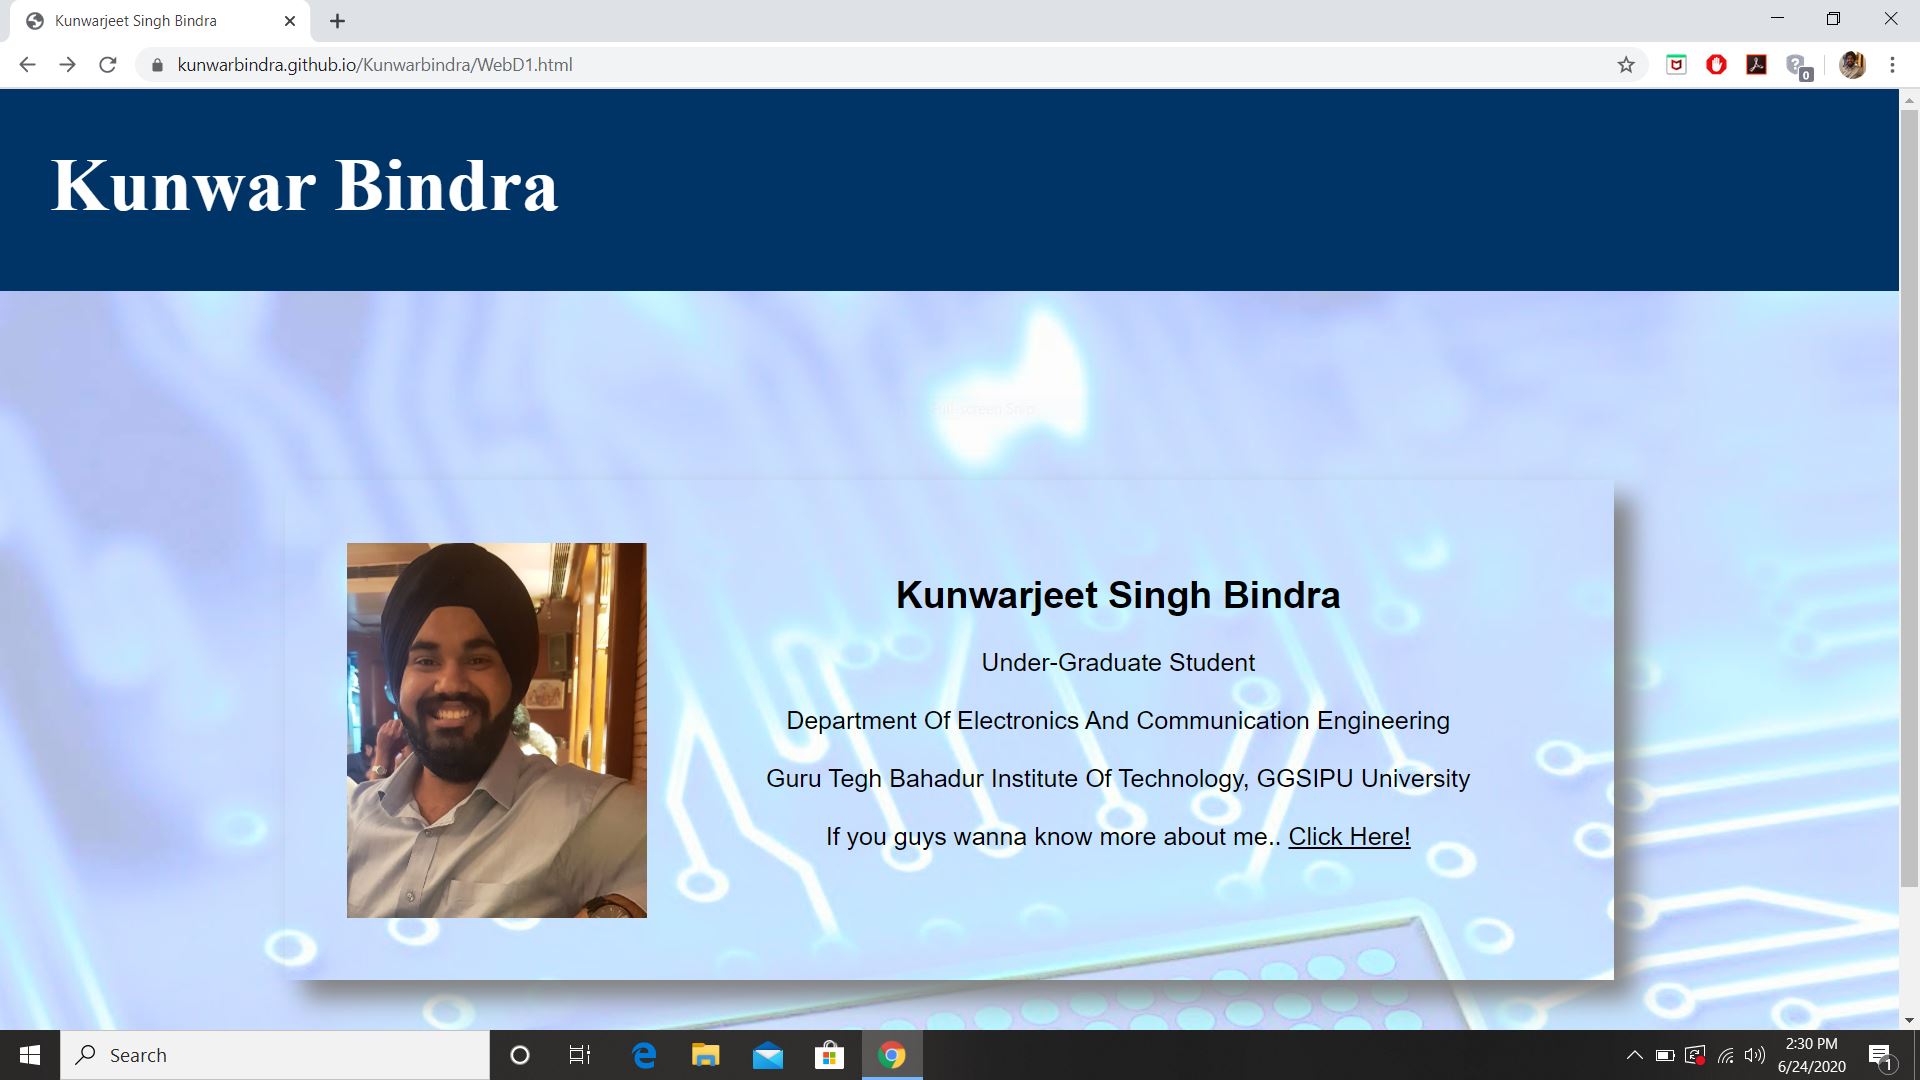 Kunwarjeet Singh Bindra
kunwarbindra.github.io/Kunwarbindra/WebD1.html
0
Kunwar Bindra
Full-screen Snip
Kunwarjeet Singh Bindra
Under-Graduate Student
Department Of Electronics And Communication Engineering
Guru Tegh Bahadur Institute Of Technology, GGSIPU University
If you guys wanna know more about me.. Click Here!
Search
2:30 PM
6/24/2020
1